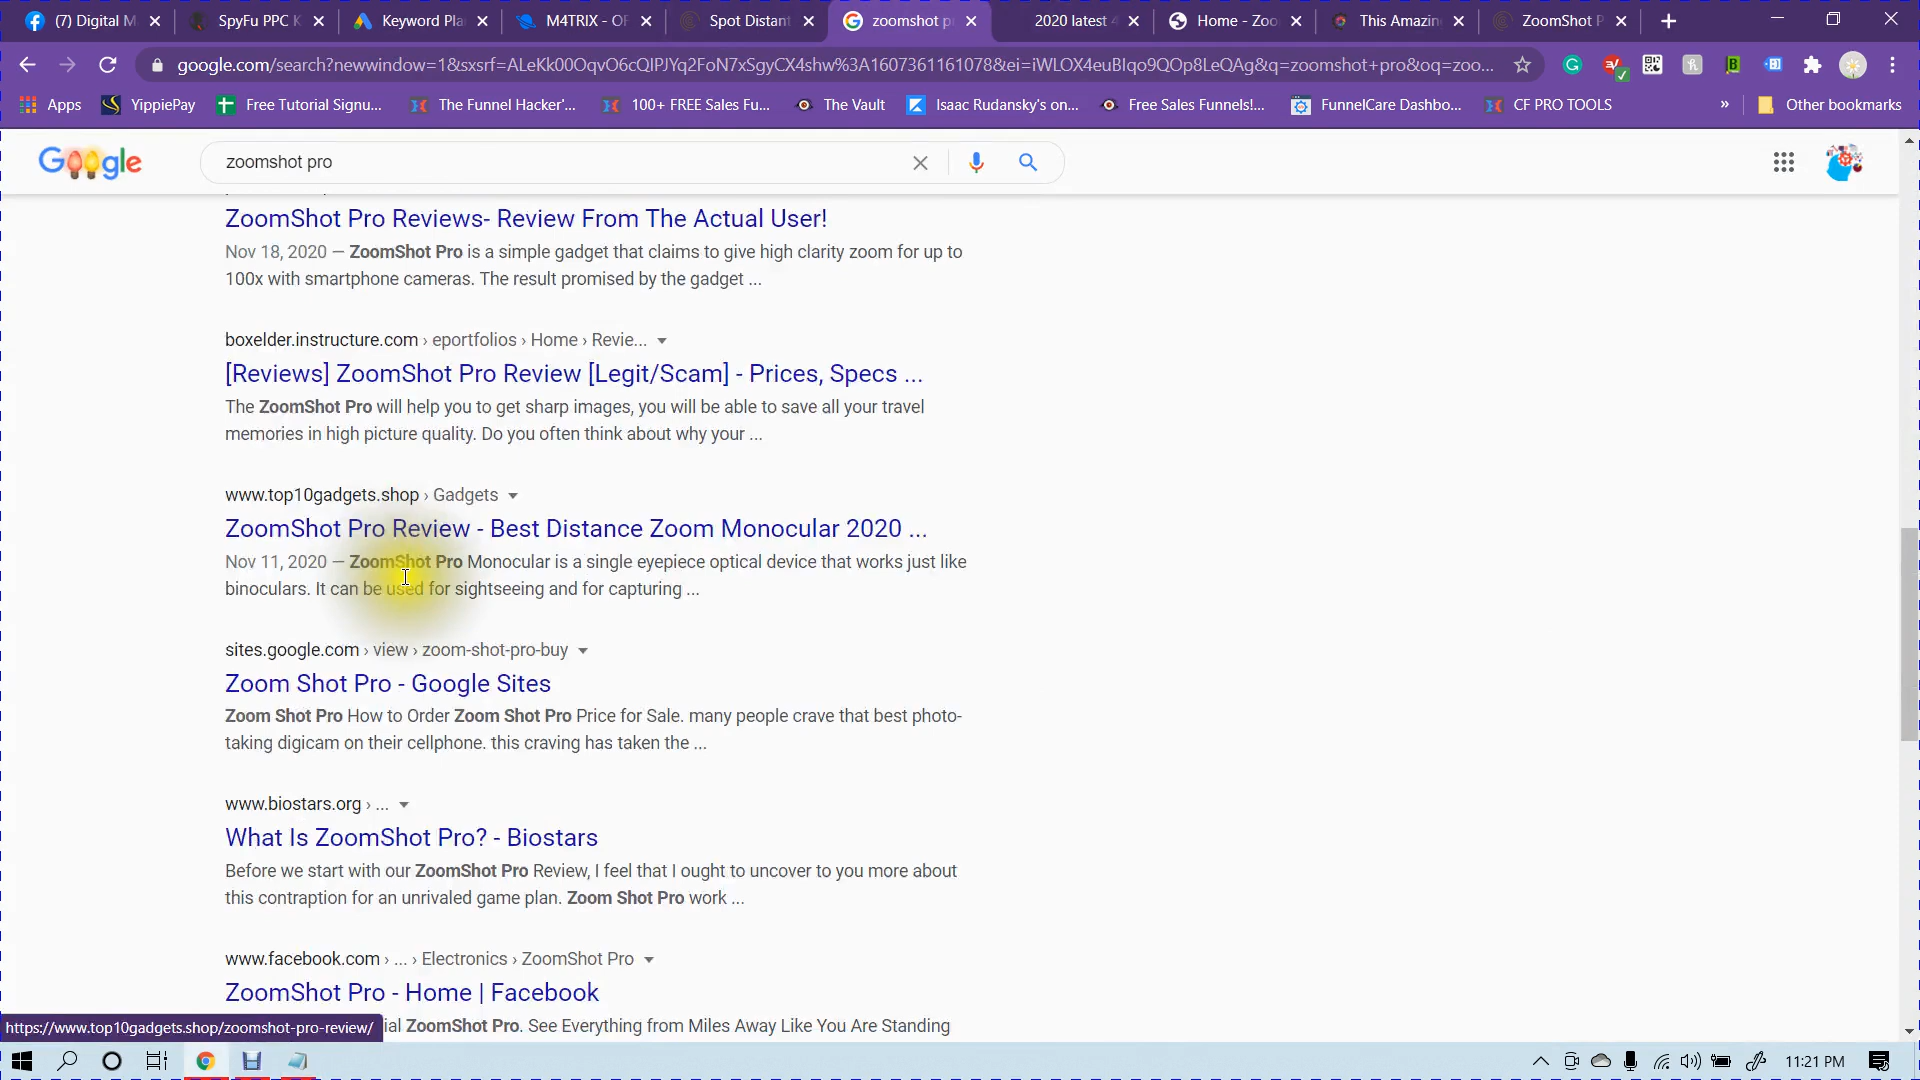 (7) Digital M
SpyFu PPC K
Keyword Pla
M4TRIX - OF
Spot Distant
zoomshot p
2020 latest 4
Home - Zoo
This Amazin
ZoomShot P
google.com/search?newwindow=1&sxsrf=ALeKk00OqvO6cQIPJYq2FoN7xSgyCX4shw%3A1607361161078&ei=iWLOX4euBIqo9QOp8LeQAg&q=zoomshot+pro&oq=zoo...
Apps
YippiePay
Free Tutorial Signu...
The Funnel Hacker'...
100+ FREE Sales Fu...
The Vault
Isaac Rudansky's on...
Free Sales Funnels!...
FunnelCare Dashbo...
CF PRO TOOLS
»
Other bookmarks
Google
zoomshot pro
ZoomShot Pro Reviews- Review From The Actual User!
Nov 18, 2020 — ZoomShot Pro is a simple gadget that claims to give high clarity zoom for up to
100x with smartphone cameras. The result promised by the gadget ...
boxelder.instructure.com › eportfolios › Home › Revie...
[Reviews] ZoomShot Pro Review [Legit/Scam] - Prices, Specs ...
The ZoomShot Pro will help you to get sharp images, you will be able to save all your travel
memories in high picture quality. Do you often think about why your ...
www.top10gadgets.shop › Gadgets
ZoomShot Pro Review - Best Distance Zoom Monocular 2020 ...
Nov 11, 2020 — ZoomShot Pro Monocular is a single eyepiece optical device that works just like
binoculars. It can be used for sightseeing and for capturing ...
sites.google.com › view › zoom-shot-pro-buy
Zoom Shot Pro - Google Sites
Zoom Shot Pro How to Order Zoom Shot Pro Price for Sale. many people crave that best photo-
taking digicam on their cellphone. this craving has taken the ...
www.biostars.org › ...
What Is ZoomShot Pro? - Biostars
Before we start with our ZoomShot Pro Review, I feel that I ought to uncover to you more about
this contraption for an unrivaled game plan. Zoom Shot Pro work ...
www.facebook.com › ... › Electronics › ZoomShot Pro
ZoomShot Pro - Home | Facebook
https://www.top10gadgets.shop/zoomshot-pro-review/
ial ZoomShot Pro. See Everything from Miles Away Like You Are Standing
11:21 PM